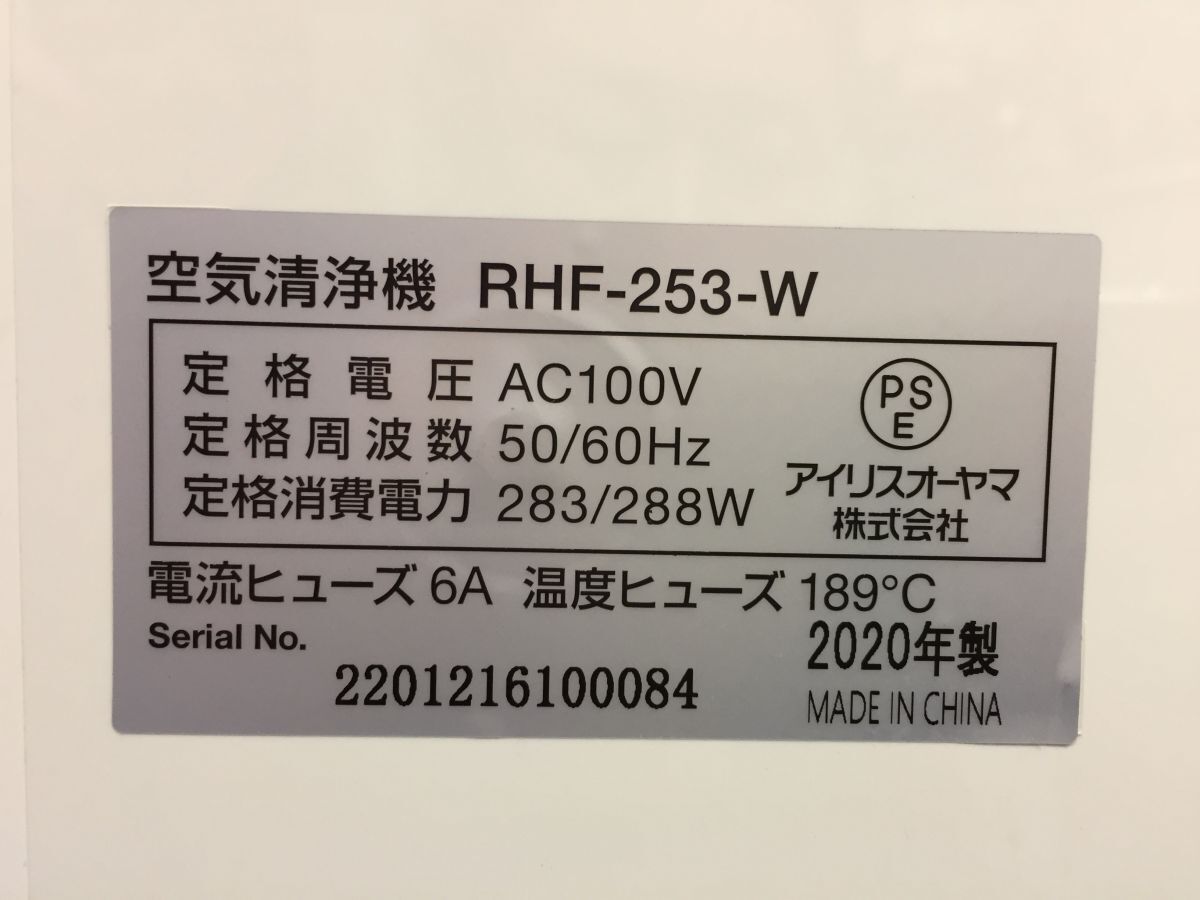 空気清浄機 RHF-253-W
定格電圧 AC100V
定格周波数 50/60Hz
定格消費電力 283/288W
PS
E
アイリスオーヤマ
株式会社
電流ヒューズ 6A 温度ヒューズ 189°C
Serial No.
2201216100084
2020年製
MADE IN CHINA